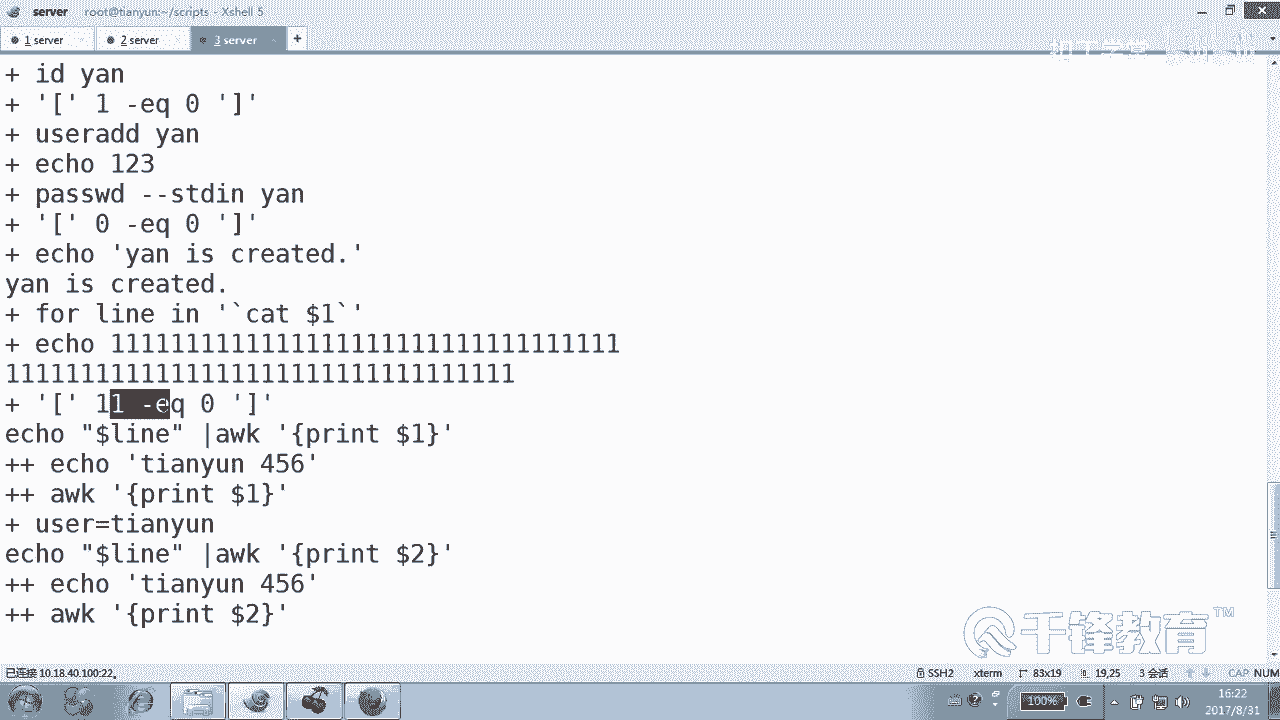 server root@tianyun:~/scripts - Xshell 5
1 server 2 server 3 server +
扣丁学堂
+ id yan
+ '[' 1 -eq 0 ']'
+ useradd yan
+ echo 123
+ passwd --stdin yan
+ '[' 0 -eq 0 ']'
+ echo 'yan is created.'
yan is created.
+ for line in '`cat $1`'
+ echo 1111111111111111111111111111111111
1111111111111111111111111111111111
+ '[' 11 -eq 0 ']'
echo "$line" |awk '{print $1}'
++ echo 'tianyun 456'
++ awk '{print $1}'
+ user=tianyun
echo "$line" |awk '{print $2}'
++ echo 'tianyun 456'
++ awk '{print $2}'
千锋教育™
已连接 10.18.40.100:22。 SSH2 xterm 83x19 19,25 3 会话 CAP NUM
100% 16:22
2017/8/31